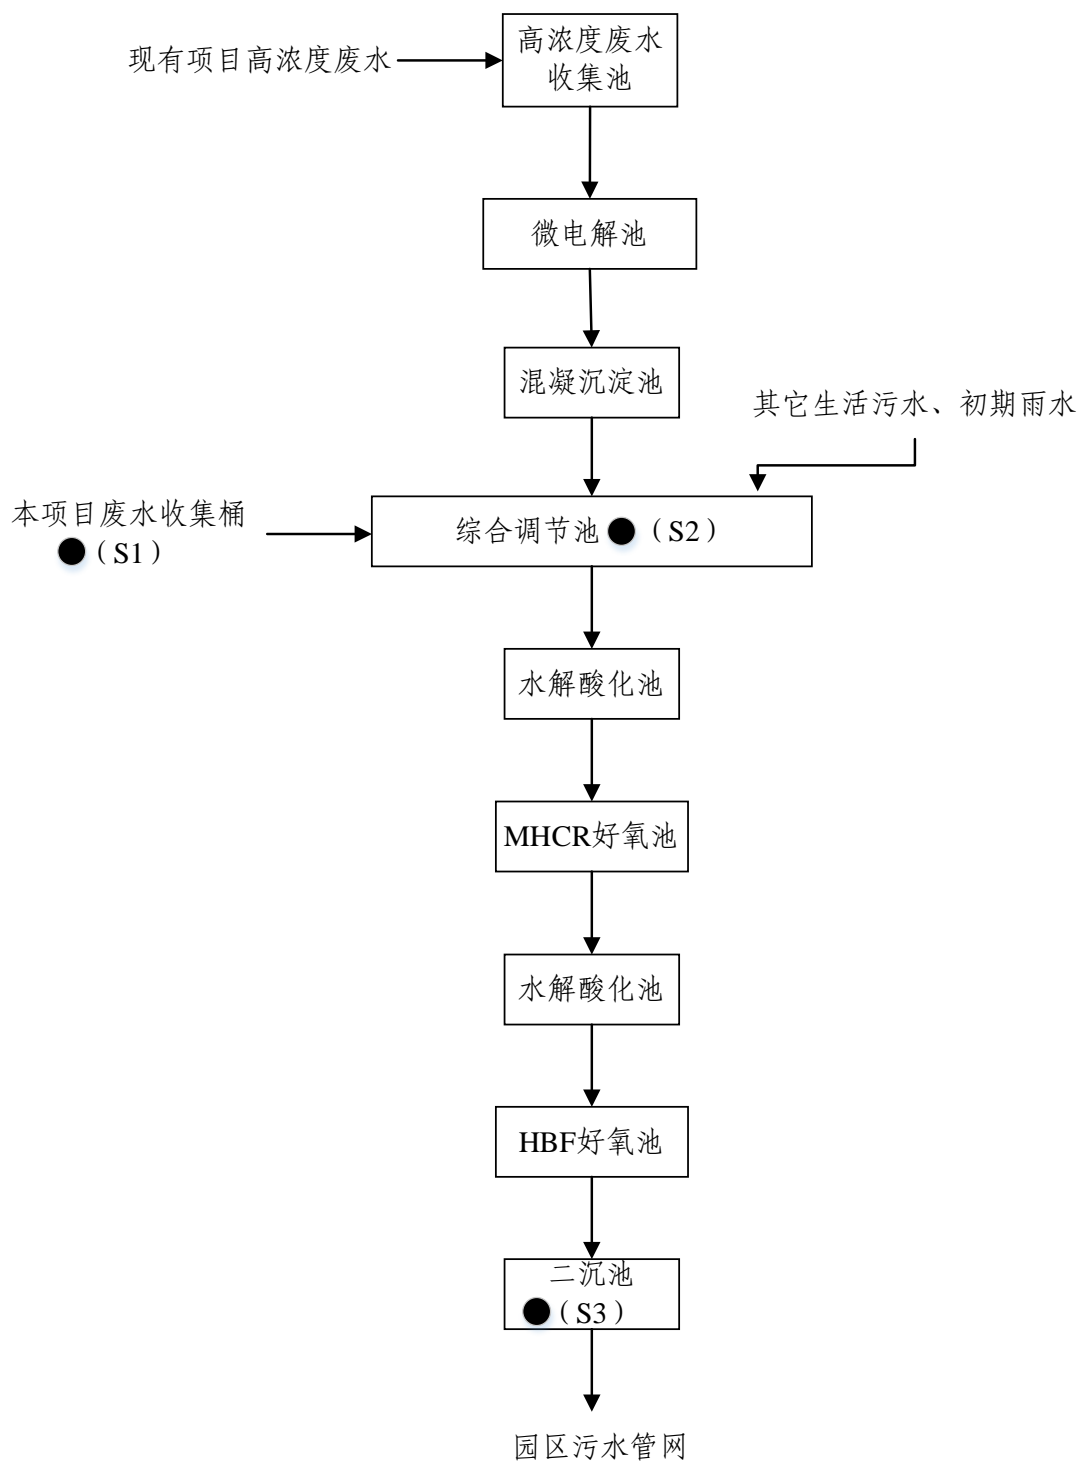 现有项目高浓度废水
高浓度废水
收集池
微电解池
混凝沉淀池
其它生活污水、初期雨水
本项目废水收集桶
●（S1）
综合调节池●（S2）
水解酸化池
MHCR好氧池
水解酸化池
HBF好氧池
二沉池
●（S3）
园区污水管网